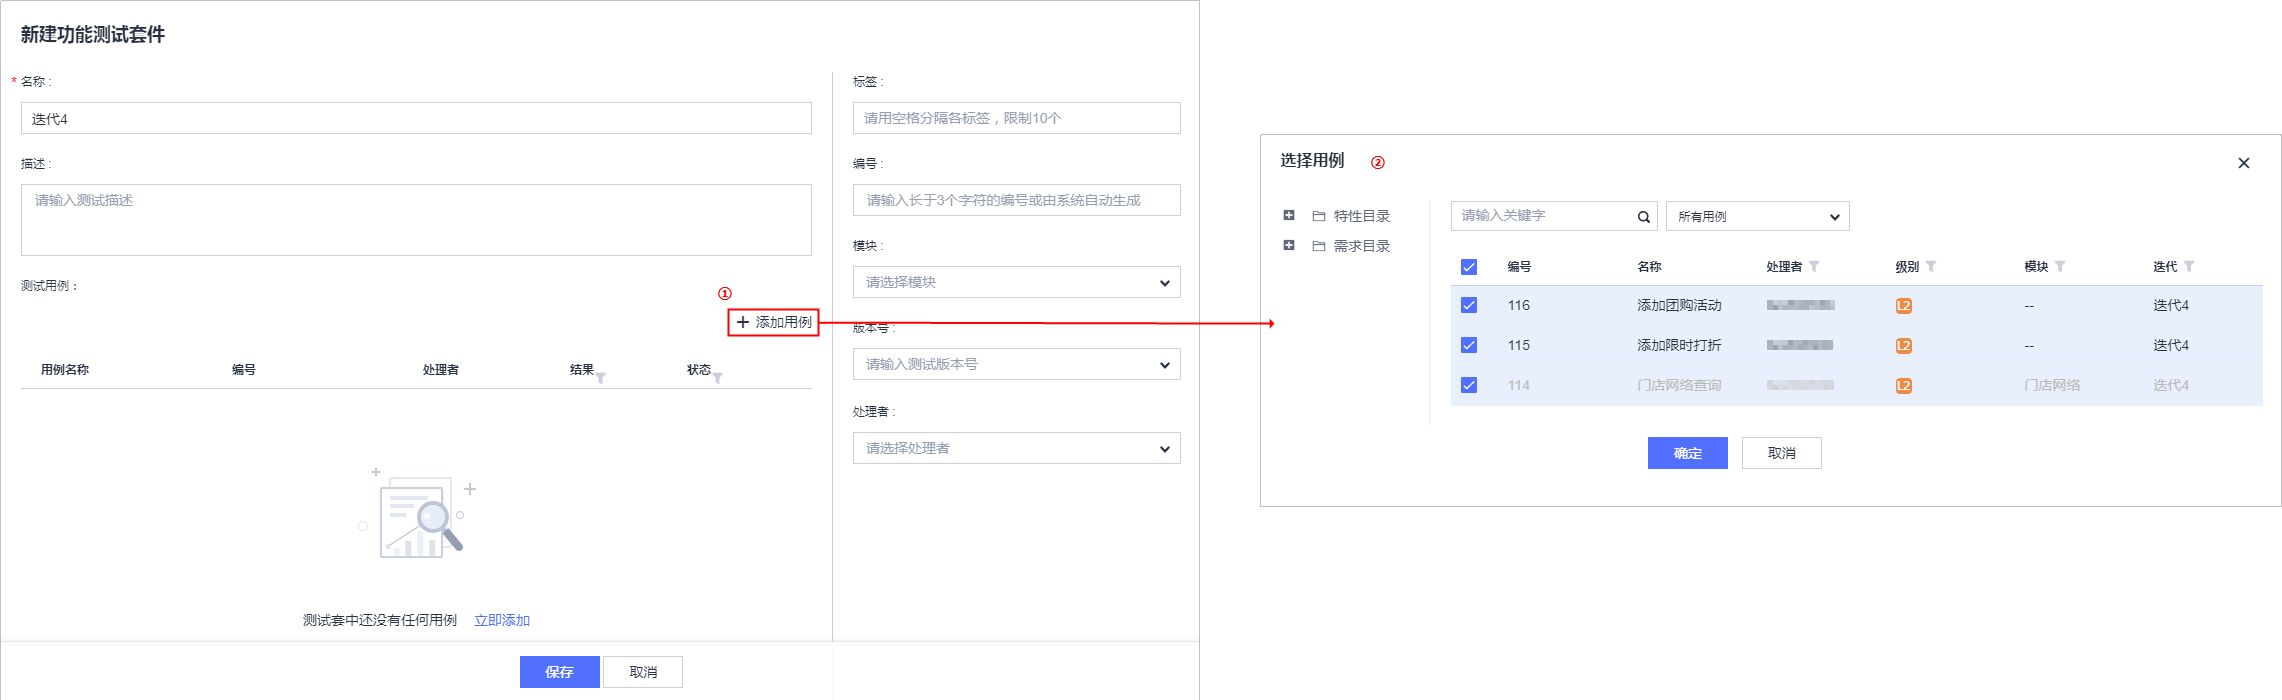 新建功能测试套件
* 名称 :
迭代4
描述 :
请输入测试描述
测试用例 :
①
+ 添加用例
用例名称 编号 处理者 结果 状态
测试套中还没有任何用例 立即添加
标签 :
请用空格分隔各标签，限制10个
编号 :
请输入长于3个字符的编号或由系统自动生成
模块 :
请选择模块
版本号 :
请输入测试版本号
处理者 :
请选择处理者
保存 取消
选择用例 ②
特性目录
需求目录
请输入关键字 所有用例
编号 名称 处理者 级别 模块 迭代
116 添加团购活动 L2 -- 迭代4
115 添加限时打折 L2 -- 迭代4
114 门店网络查询 L2 门店网络 迭代4
确定 取消